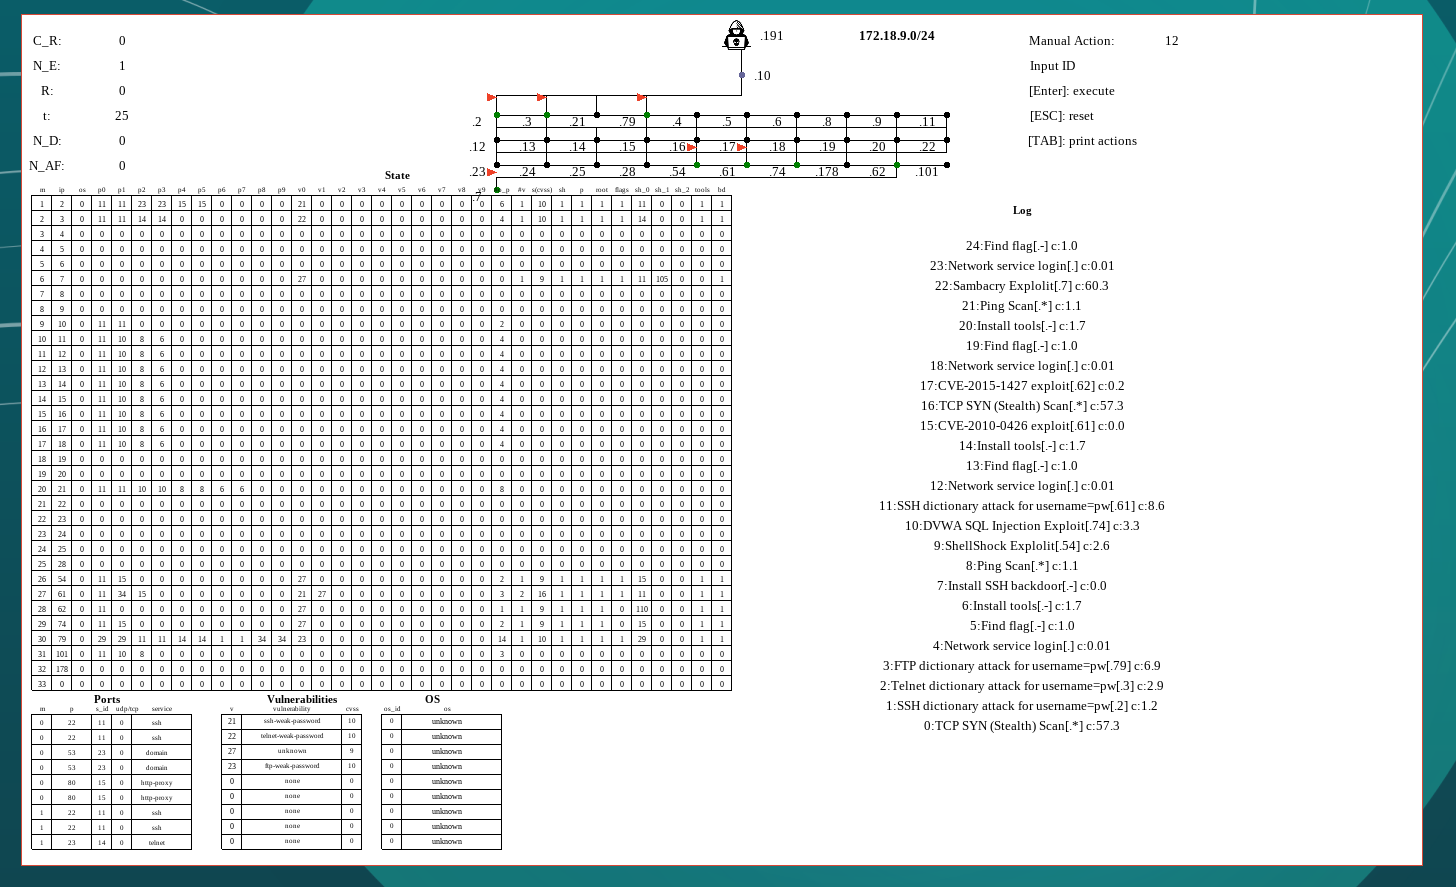 C_R: 0
N_E: 1
R: 0
t: 25
N_D: 0
N_AF: 0
.191
172.18.9.0/24
.10
.2 .3 .21 .79 .4 .5 .6 .8 .9 .11
.12 .13 .14 .15 .16 .17 .18 .19 .20 .22
.23 .24 .25 .28 .54 .61 .74 .178 .62 .101
.7
Manual Action: 12
Input ID
[Enter]: execute
[ESC]: reset
[TAB]: print actions
State
m ip os p0 p1 p2 p3 p4 p5 p6 p7 p8 p9 v0 v1 v2 v3 v4 v5 v6 v7 v8 v9 #v s(cvss) sh p root flags sh_0 sh_1 sh_2 tools bd
1 2 0 11 11 23 23 15 15 0 0 0 0 21 0 0 0 0 0 0 0 0 0 6 1 10 1 1 1 1 11 0 0 1 1
2 3 0 11 11 14 14 0 0 0 0 0 0 22 0 0 0 0 0 0 0 0 0 4 1 10 1 1 1 1 14 0 0 1 1
3 4 0 0 0 0 0 0 0 0 0 0 0 0 0 0 0 0 0 0 0 0 0 0 0 0 0 0 0 0 0 0 0 0 0
4 5 0 0 0 0 0 0 0 0 0 0 0 0 0 0 0 0 0 0 0 0 0 0 0 0 0 0 0 0 0 0 0 0 0
5 6 0 0 0 0 0 0 0 0 0 0 0 0 0 0 0 0 0 0 0 0 0 0 0 0 0 0 0 0 0 0 0 0 0
6 7 0 0 0 0 0 0 0 0 0 0 0 27 0 0 0 0 0 0 0 0 0 0 1 9 1 1 1 1 11 105 0 0 1
7 8 0 0 0 0 0 0 0 0 0 0 0 0 0 0 0 0 0 0 0 0 0 0 0 0 0 0 0 0 0 0 0 0 0
8 9 0 0 0 0 0 0 0 0 0 0 0 0 0 0 0 0 0 0 0 0 0 0 0 0 0 0 0 0 0 0 0 0 0
9 10 0 11 11 0 0 0 0 0 0 0 0 0 0 0 0 0 0 0 0 0 0 2 0 0 0 0 0 0 0 0 0 0 0
10 11 0 11 10 8 6 0 0 0 0 0 0 0 0 0 0 0 0 0 0 0 0 4 0 0 0 0 0 0 0 0 0 0 0
11 12 0 11 10 8 6 0 0 0 0 0 0 0 0 0 0 0 0 0 0 0 0 4 0 0 0 0 0 0 0 0 0 0 0
12 13 0 11 10 8 6 0 0 0 0 0 0 0 0 0 0 0 0 0 0 0 0 4 0 0 0 0 0 0 0 0 0 0 0
13 14 0 11 10 8 6 0 0 0 0 0 0 0 0 0 0 0 0 0 0 0 0 4 0 0 0 0 0 0 0 0 0 0 0
14 15 0 11 10 8 6 0 0 0 0 0 0 0 0 0 0 0 0 0 0 0 0 4 0 0 0 0 0 0 0 0 0 0 0
15 16 0 11 10 8 6 0 0 0 0 0 0 0 0 0 0 0 0 0 0 0 0 4 0 0 0 0 0 0 0 0 0 0 0
16 17 0 11 10 8 6 0 0 0 0 0 0 0 0 0 0 0 0 0 0 0 0 4 0 0 0 0 0 0 0 0 0 0 0
17 18 0 11 10 8 6 0 0 0 0 0 0 0 0 0 0 0 0 0 0 0 0 4 0 0 0 0 0 0 0 0 0 0 0
18 19 0 0 0 0 0 0 0 0 0 0 0 0 0 0 0 0 0 0 0 0 0 0 0 0 0 0 0 0 0 0 0 0 0
19 20 0 0 0 0 0 0 0 0 0 0 0 0 0 0 0 0 0 0 0 0 0 0 0 0 0 0 0 0 0 0 0 0 0
20 21 0 11 11 10 10 8 8 6 6 0 0 0 0 0 0 0 0 0 0 0 0 8 0 0 0 0 0 0 0 0 0 0 0
21 22 0 0 0 0 0 0 0 0 0 0 0 0 0 0 0 0 0 0 0 0 0 0 0 0 0 0 0 0 0 0 0 0 0
22 23 0 0 0 0 0 0 0 0 0 0 0 0 0 0 0 0 0 0 0 0 0 0 0 0 0 0 0 0 0 0 0 0 0
23 24 0 0 0 0 0 0 0 0 0 0 0 0 0 0 0 0 0 0 0 0 0 0 0 0 0 0 0 0 0 0 0 0 0
24 25 0 0 0 0 0 0 0 0 0 0 0 0 0 0 0 0 0 0 0 0 0 0 0 0 0 0 0 0 0 0 0 0 0
25 28 0 0 0 0 0 0 0 0 0 0 0 0 0 0 0 0 0 0 0 0 0 0 0 0 0 0 0 0 0 0 0 0 0
26 54 0 11 15 0 0 0 0 0 0 0 0 27 0 0 0 0 0 0 0 0 0 2 1 9 1 1 1 1 15 0 0 1 1
27 61 0 11 34 15 0 0 0 0 0 0 0 21 27 0 0 0 0 0 0 0 0 3 2 16 1 1 1 1 11 0 0 1 1
28 62 0 11 0 0 0 0 0 0 0 0 0 27 0 0 0 0 0 0 0 0 0 1 1 9 1 1 1 0 110 0 0 1 1
29 74 0 11 15 0 0 0 0 0 0 0 0 27 0 0 0 0 0 0 0 0 0 2 1 9 1 1 1 0 15 0 0 1 1
30 79 0 29 29 11 11 14 14 1 1 34 34 23 0 0 0 0 0 0 0 0 0 14 1 10 1 1 1 1 29 0 0 1 1
31 101 0 11 10 8 0 0 0 0 0 0 0 0 0 0 0 0 0 0 0 0 0 3 0 0 0 0 0 0 0 0 0 0 0
32 178 0 0 0 0 0 0 0 0 0 0 0 0 0 0 0 0 0 0 0 0 0 0 0 0 0 0 0 0 0 0 0 0 0
33 0 0 0 0 0 0 0 0 0 0 0 0 0 0 0 0 0 0 0 0 0 0 0 0 0 0 0 0 0 0 0 0 0 0
Ports
m p s_id udp/tcp service
0 22 11 0 ssh
0 22 11 0 ssh
0 53 23 0 domain
0 53 23 0 domain
0 80 15 0 http-proxy
0 80 15 0 http-proxy
1 22 11 0 ssh
1 22 11 0 ssh
1 23 14 0 telnet
Vulnerabilities
v vulnerability cvss
21 ssh-weak-password 10
22 telnet-weak-password 10
27 unknown 9
23 ftp-weak-password 10
0 none 0
0 none 0
0 none 0
0 none 0
0 none 0
OS
os_id os
0 unknown
0 unknown
0 unknown
0 unknown
0 unknown
0 unknown
0 unknown
0 unknown
0 unknown
Log
24:Find flag[.-] c:1.0
23:Network service login[.] c:0.01
22:Sambacry Explolit[.7] c:60.3
21:Ping Scan[.*] c:1.1
20:Install tools[.-] c:1.7
19:Find flag[.-] c:1.0
18:Network service login[.] c:0.01
17:CVE-2015-1427 exploit[.62] c:0.2
16:TCP SYN (Stealth) Scan[.*] c:57.3
15:CVE-2010-0426 exploit[.61] c:0.0
14:Install tools[.-] c:1.7
13:Find flag[.-] c:1.0
12:Network service login[.] c:0.01
11:SSH dictionary attack for username=pw[.61] c:8.6
10:DVWA SQL Injection Exploit[.74] c:3.3
9:ShellShock Explolit[.54] c:2.6
8:Ping Scan[.*] c:1.1
7:Install SSH backdoor[.-] c:0.0
6:Install tools[.-] c:1.7
5:Find flag[.-] c:1.0
4:Network service login[.] c:0.01
3:FTP dictionary attack for username=pw[.79] c:6.9
2:Telnet dictionary attack for username=pw[.3] c:2.9
1:SSH dictionary attack for username=pw[.2] c:1.2
0:TCP SYN (Stealth) Scan[.*] c:57.3